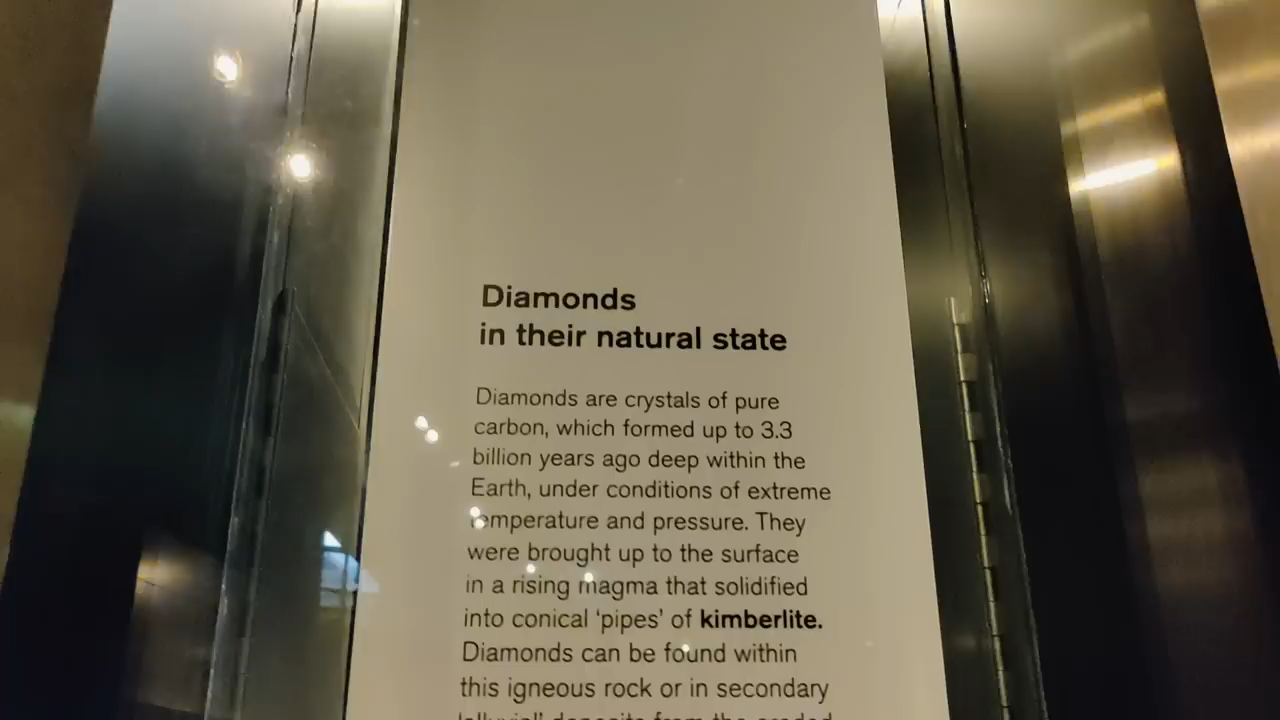 Diamonds
in their natural state
Diamonds are crystals of pure
carbon, which formed up to 3.3
billion years ago deep within the
Earth, under conditions of extreme
temperature and pressure. They
were brought up to the surface
in a rising magma that solidified
into conical ‘pipes’ of kimberlite.
Diamonds can be found within
this igneous rock or in secondary